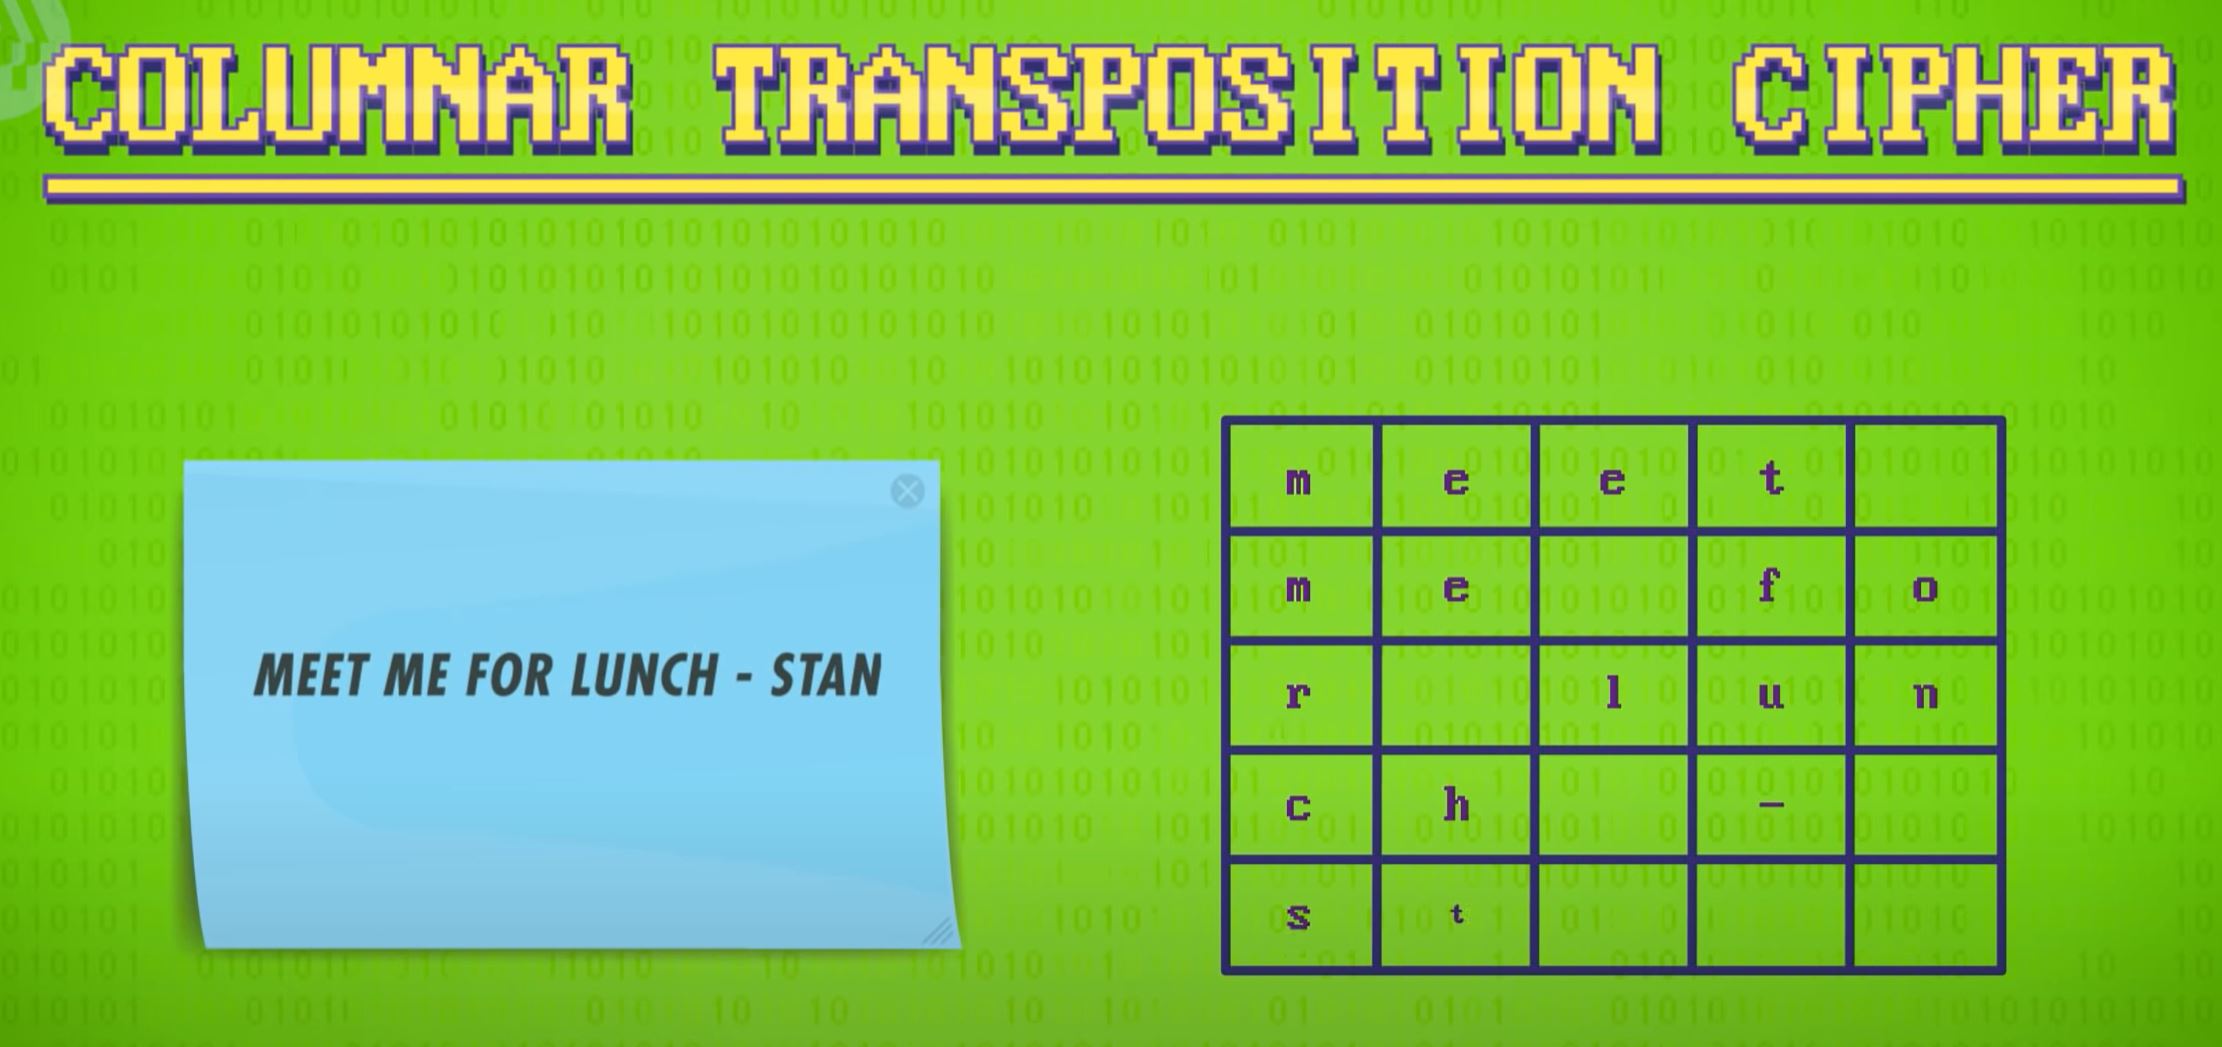 COLUMNAR TRANSPOSITION CIPHER
MEET ME FOR LUNCH - STAN
m e e t
m e f o
r l u n
c h -
s t